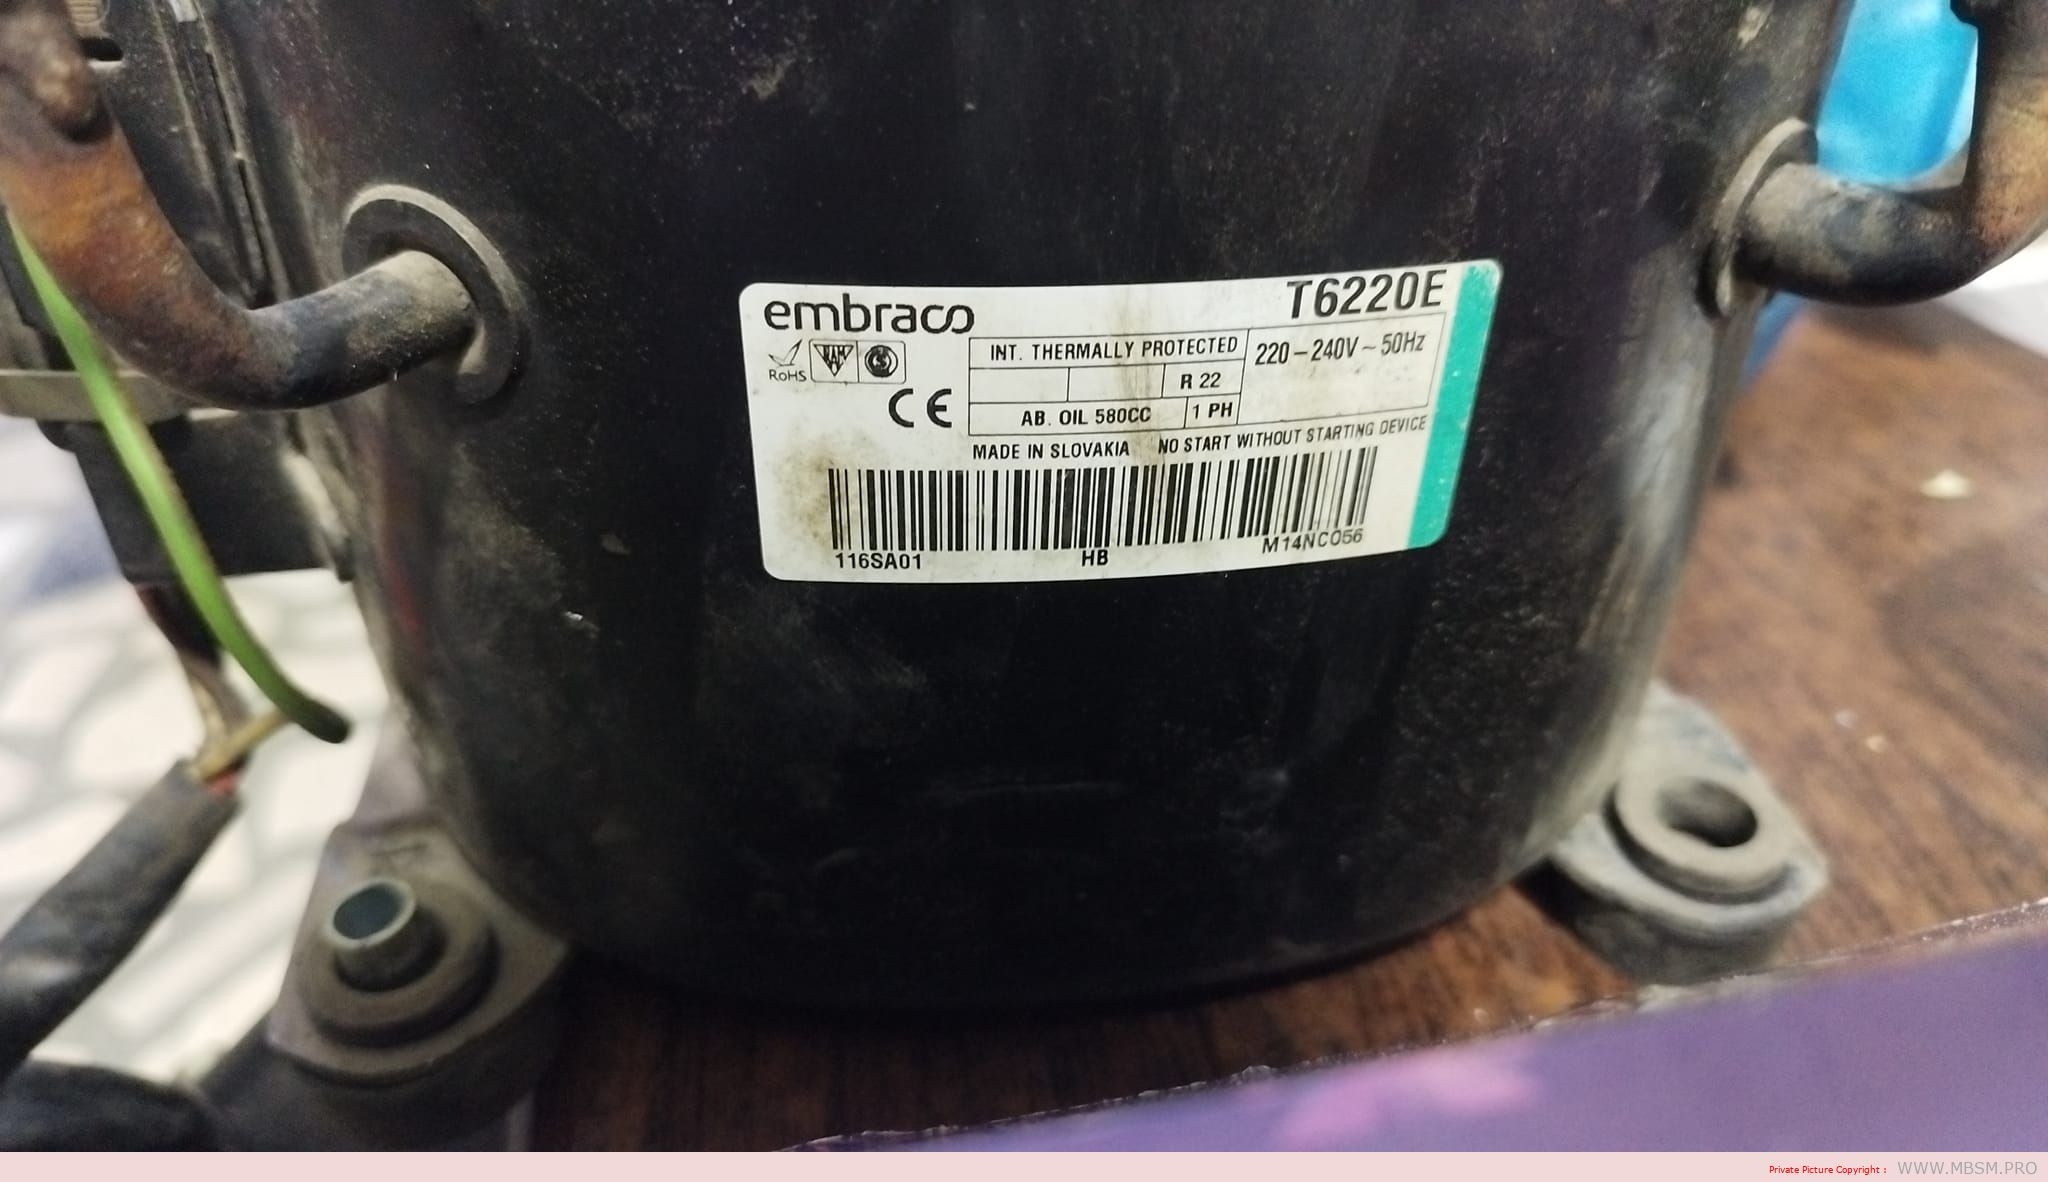 embraco
T6220E
RoHS
INT. THERMALLY PROTECTED
220-240V~50Hz
R 22
CE
AB. OIL 580CC
1 PH
MADE IN SLOVAKIA NO START WITHOUT STARTING DEVICE
116SA01
HB
M14NC056
Private Picture Copyright : WWW.MBSM.PRO